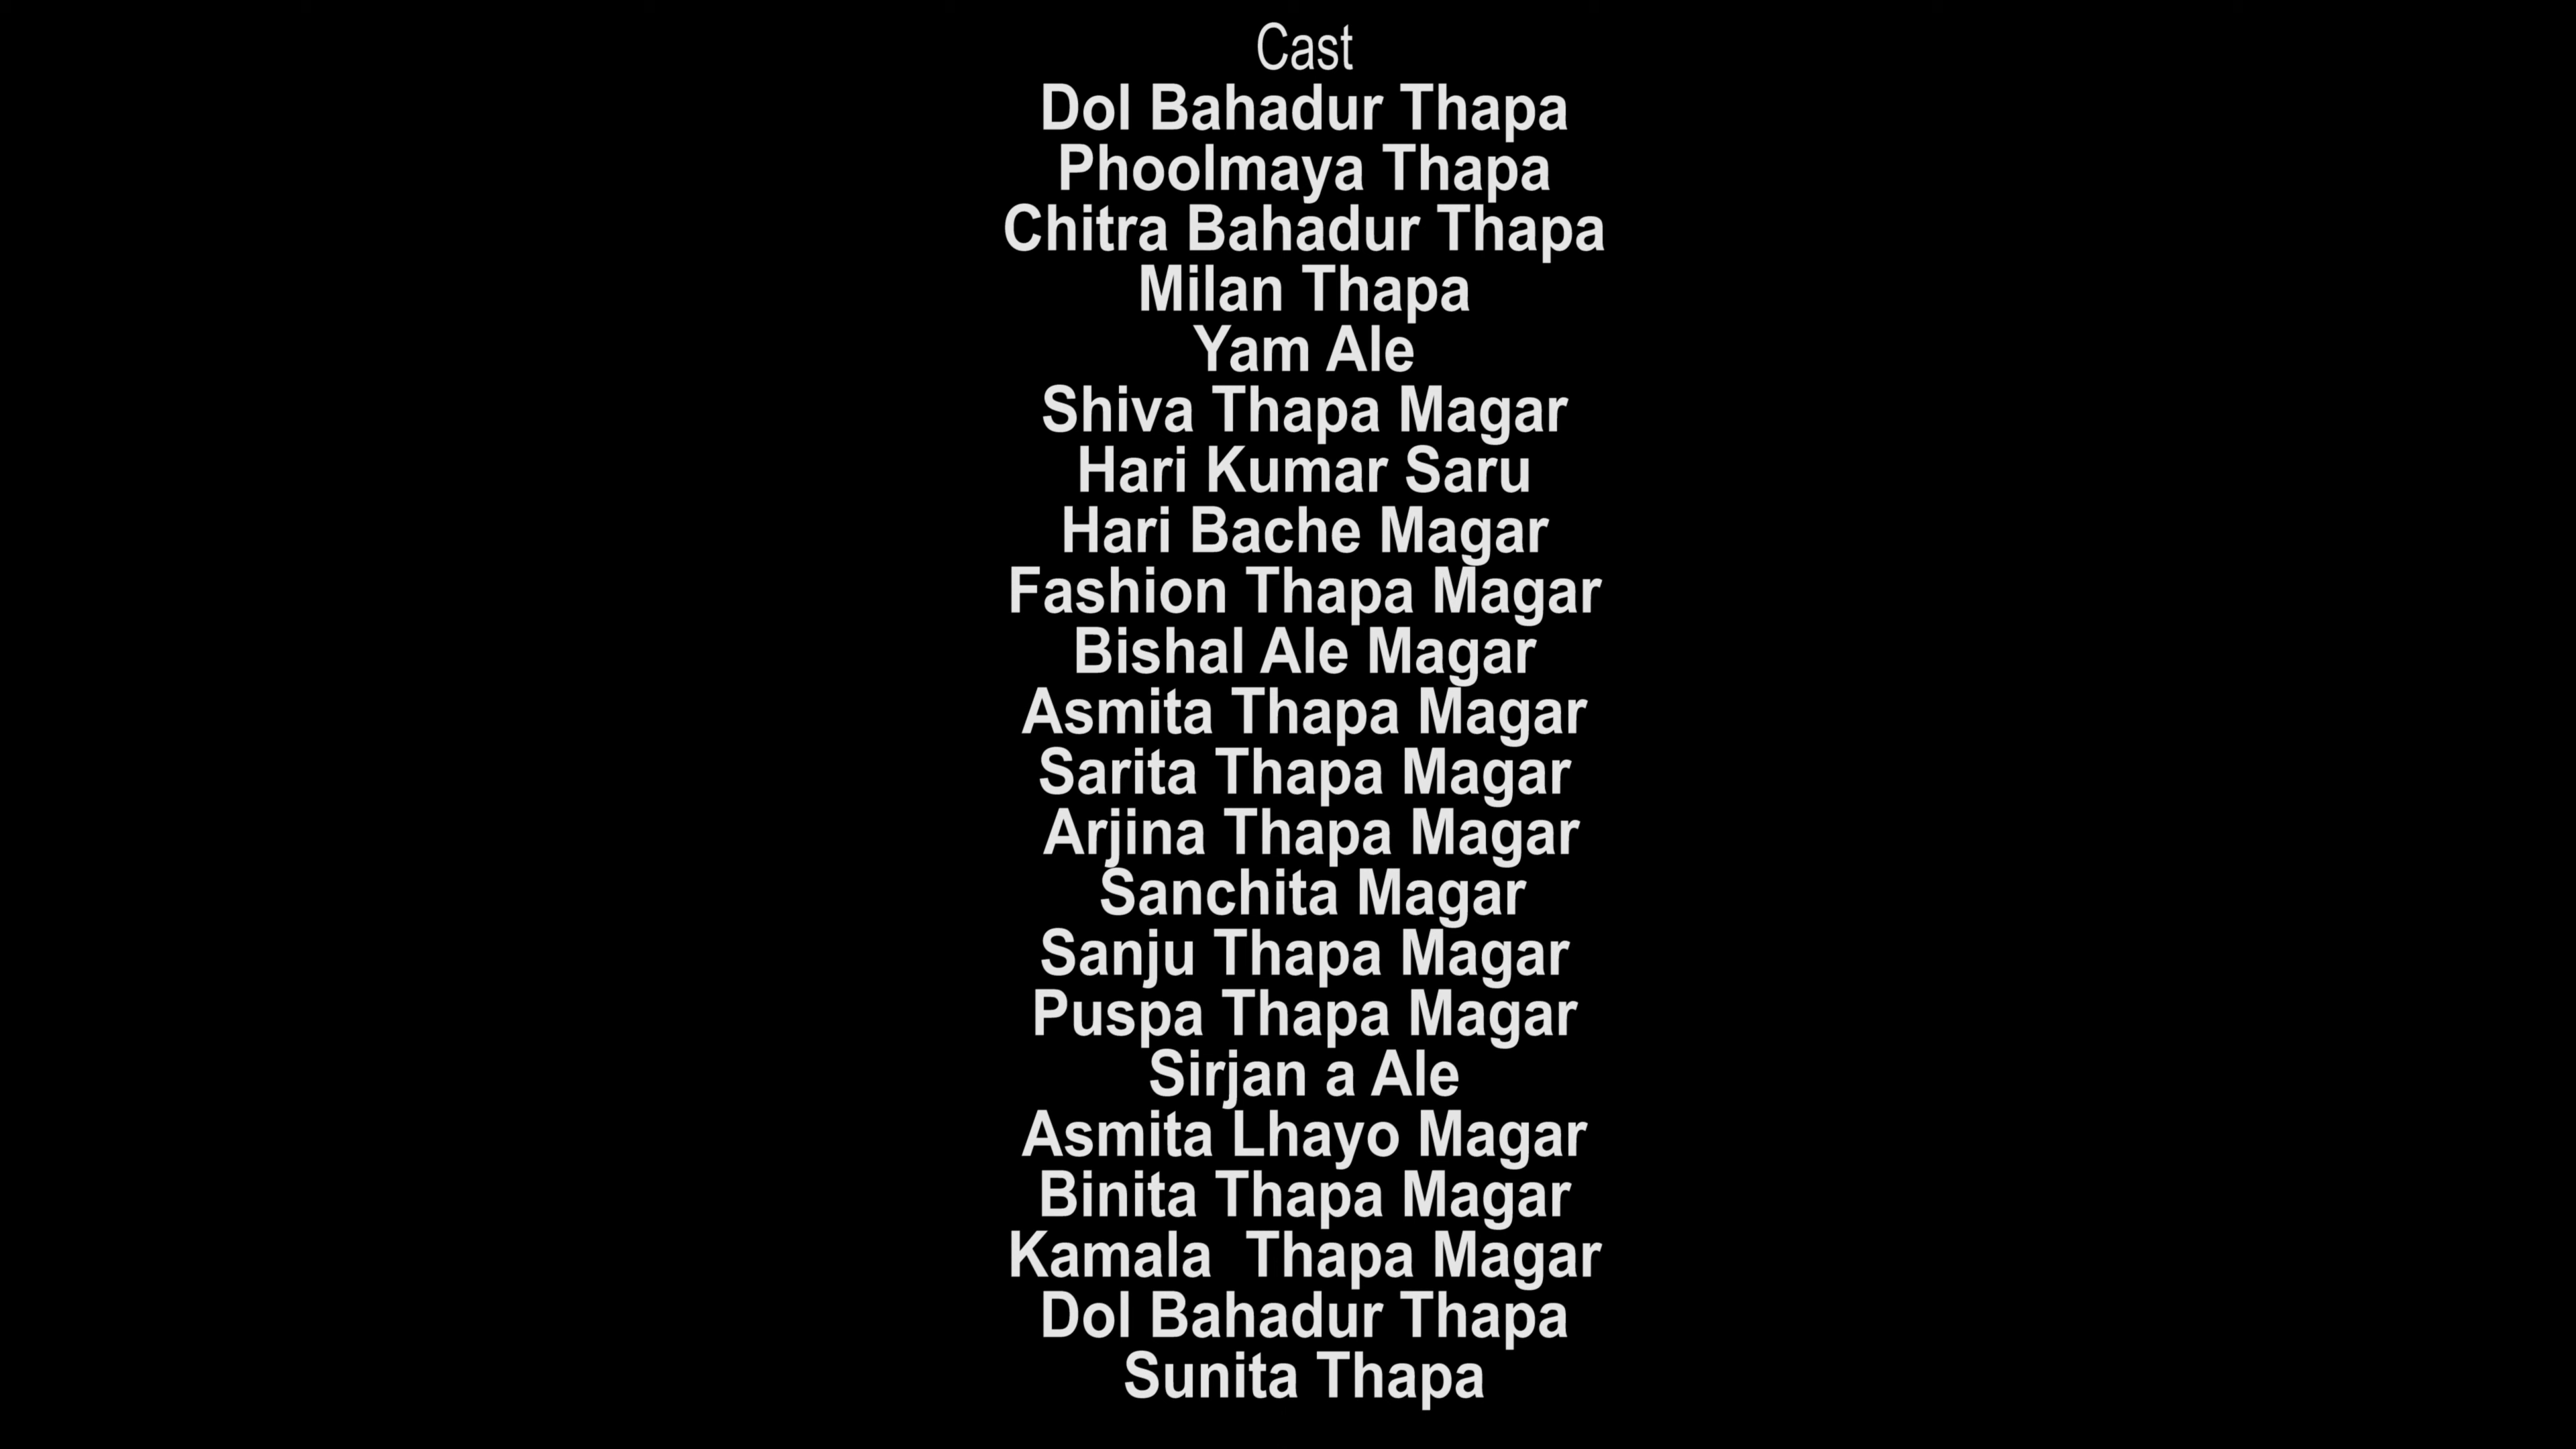 Cast
Dol Bahadur Thapa
Phoolmaya Thapa
Chitra Bahadur Thapa
Milan Thapa
Yam Ale
Shiva Thapa Magar
Hari Kumar Saru
Hari Bache Magar
Fashion Thapa Magar
Bishal Ale Magar
Asmita Thapa Magar
Sarita Thapa Magar
Arjina Thapa Magar
Sanchita Magar
Sanju Thapa Magar
Puspa Thapa Magar
Sirjan a Ale
Asmita Lhayo Magar
Binita Thapa Magar
Kamala  Thapa Magar
Dol Bahadur Thapa
Sunita Thapa